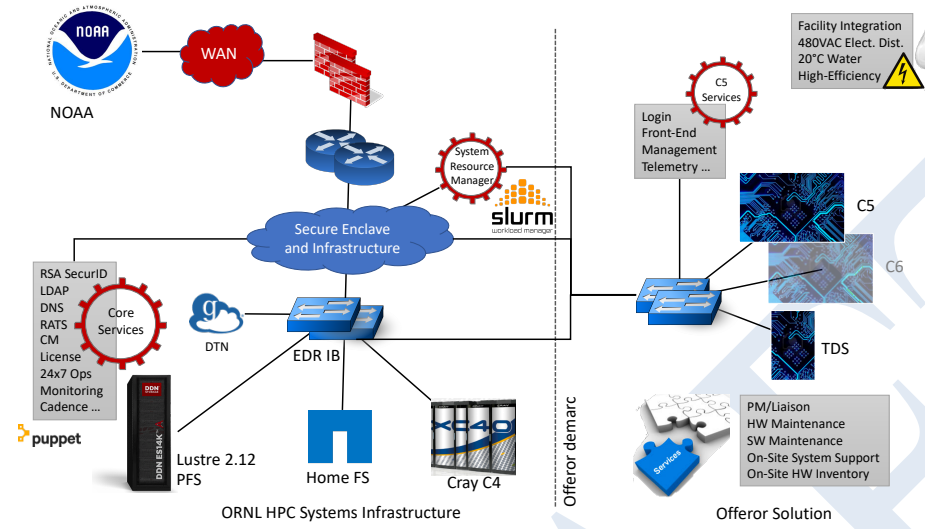 NATIONAL OCEANIC AND ATMOSPHERIC ADMINISTRATION
NOAA
U.S. DEPARTMENT OF COMMERCE
NOAA
WAN
Facility Integration
480VAC Elect. Dist.
20°C Water
High-Efficiency
C5
Services
Login
Front-End
Management
Telemetry ...
System
Resource
Manager
slurm
workload manager
Secure Enclave
and Infrastructure
C5
C6
TDS
RSA SecurID
LDAP
DNS
RATS
CM
License
24x7 Ops
Monitoring
Cadence ...
Core
Services
puppet
g
DTN
EDR IB
DDN
DDN ES14K
Lustre 2.12
PFS
Home FS
XC40
Cray C4
Offeror demarc
Services
PM/Liaison
HW Maintenance
SW Maintenance
On-Site System Support
On-Site HW Inventory
ORNL HPC Systems Infrastructure
Offeror Solution